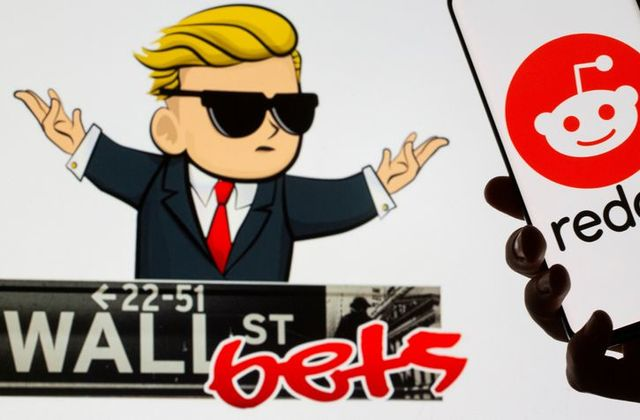 ←22-51
WALL ST
bets
redd